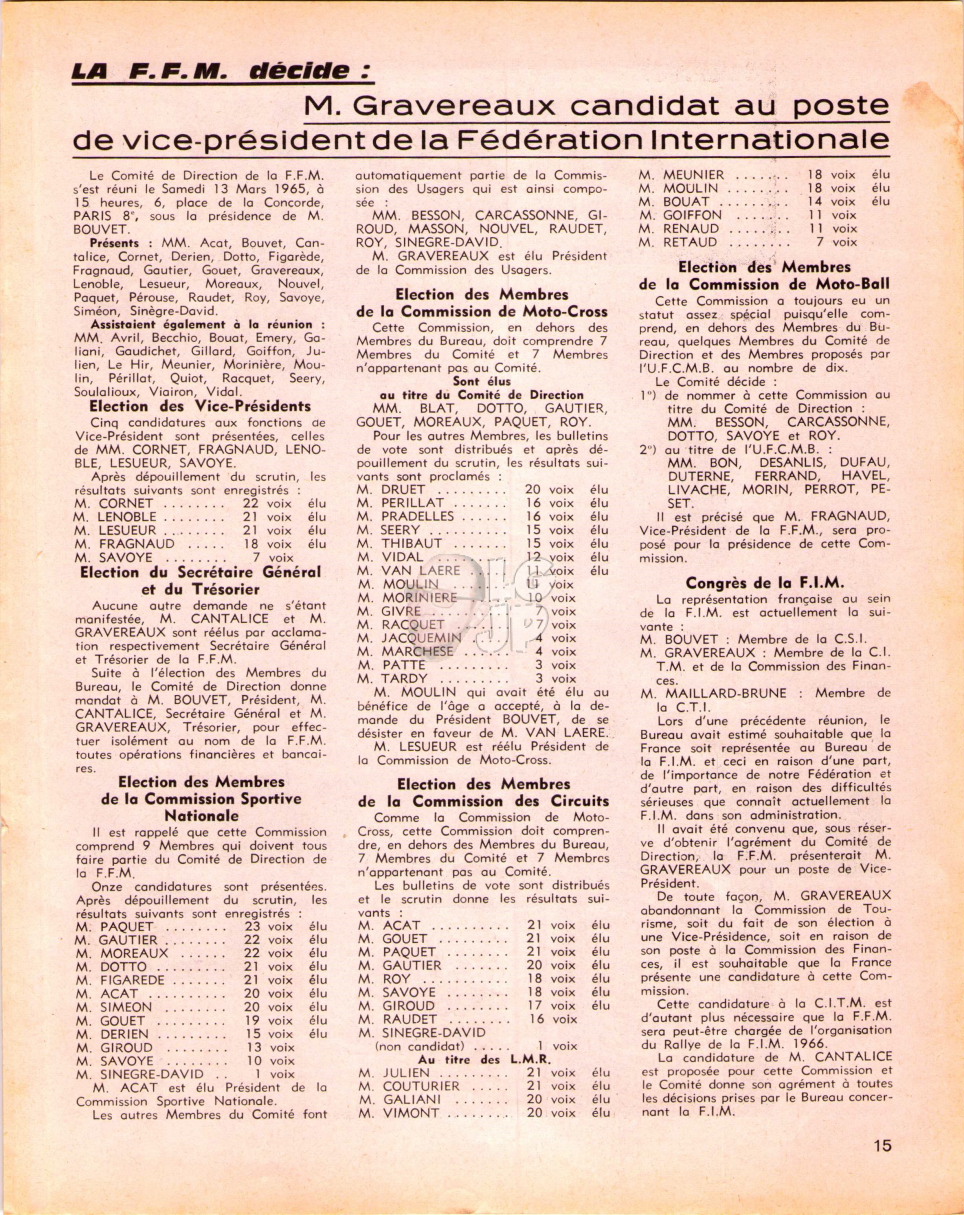 LA F.F.M. décide :
M. Gravereaux candidat au poste
de vice-président de la Fédération Internationale
Le Comité de Direction de la F.F.M.
s'est réuni le Samedi 13 Mars 1965, à
15 heures, 6, place de la Concorde,
PARIS 8°, sous la présidence de M.
BOUVET.
Présents : MM. Acat, Bouvet, Can-
talice, Cornet, Derien, Dotto, Figarède,
Fragnaud, Gautier, Gouet, Gravereaux,
Lenoble, Lesueur, Moreaux, Nouvel,
Paquet, Pérouse, Raudet, Roy, Savoye,
Siméon, Sinègre-David.
Assistaient également à la réunion :
MM. Avril, Becchio, Bouat, Emery, Ga-
liani, Gaudichet, Gillard, Goiffon, Ju-
lien, Le Hir, Meunier, Morinière, Mou-
lin, Périllat, Quiot, Racquet, Seery,
Soulalioux, Viairon, Vidal.
Election des Vice-Présidents
Cinq candidatures aux fonctions de
Vice-Président sont présentées, celles
de MM. CORNET, FRAGNAUD, LENO-
BLE, LESUEUR, SAVOYE.
Après dépouillement du scrutin, les
résultats suivants sont enregistrés :
M. CORNET ........ 22 voix élu
M. LENOBLE ........ 21 voix élu
M. LESUEUR ........ 21 voix élu
M. FRAGNAUD ..... 18 voix élu
M. SAVOYE ........ 7 voix
Election du Secrétaire Général
et du Trésorier
Aucune autre demande ne s'étant
manifestée, M. CANTALICE et M.
GRAVEREAUX sont réélus par acclama-
tion respectivement Secrétaire Général
et Trésorier de la F.F.M.
Suite à l'élection des Membres du
Bureau, le Comité de Direction donne
mandat à M. BOUVET, Président, M.
CANTALICE, Secrétaire Général et M.
GRAVEREAUX, Trésorier, pour effec-
tuer isolément au nom de la F.F.M.
toutes opérations financières et bancai-
res.
Election des Membres
de la Commission Sportive
Nationale
Il est rappelé que cette Commission
comprend 9 Membres qui doivent tous
faire partie du Comité de Direction de
la F.F.M.
Onze candidatures sont présentées.
Après dépouillement du scrutin, les
résultats suivants sont enregistrés :
M. PAQUET ........ 23 voix élu
M. GAUTIER ........ 22 voix élu
M. MOREAUX ...... 22 voix élu
M. DOTTO ......... 21 voix élu
M. FIGAREDE ....... 21 voix élu
M. ACAT .......... 20 voix élu
M. SIMEON ........ 20 voix élu
M. GOUET ......... 19 voix élu
M. DERIEN ......... 15 voix élu
M. GIROUD ........ 13 voix
M. SAVOYE ........ 10 voix
M. SINEGRE-DAVID .. 1 voix
M. ACAT est élu Président de la
Commission Sportive Nationale.
Les autres Membres du Comité font
automatiquement partie de la Commis-
sion des Usagers qui est ainsi compo-
sée :
MM. BESSON, CARCASSONNE, GI-
ROUD, MASSON, NOUVEL, RAUDET,
ROY, SINEGRE-DAVID.
M. GRAVEREAUX est élu Président
de la Commission des Usagers.
Election des Membres
de la Commission de Moto-Cross
Cette Commission, en dehors des
Membres du Bureau, doit comprendre 7
Membres du Comité et 7 Membres
n'appartenant pas au Comité.
Sont élus
au titre du Comité de Direction
MM. BLAT, DOTTO, GAUTIER,
GOUET, MOREAUX, PAQUET, ROY.
Pour les autres Membres, les bulletins
de vote sont distribués et après dé-
pouillement du scrutin, les résultats sui-
vants sont proclamés :
M. DRUET ......... 20 voix élu
M. PERILLAT ....... 16 voix élu
M. PRADELLES ...... 16 voix élu
M. SEERY .......... 15 voix élu
M. THIBAUT ....... 15 voix élu
M. VIDAL ......... 12 voix élu
M. VAN LAERE .... 11 voix élu
M. MOULIN ....... 11 voix
M. MORINIERE ..... 10 voix
M. GIVRE .......... 7 voix
M. RACQUET ....... 7 voix
M. JACQUEMIN ..... 4 voix
M. MARCHESE ...... 4 voix
M. PATTE ......... 3 voix
M. TARDY ......... 3 voix
M. MOULIN qui avait été élu au
bénéfice de l'âge a accepté, à la de-
mande du Président BOUVET, de se
désister en faveur de M. VAN LAERE.
M. LESUEUR est réélu Président de
la Commission de Moto-Cross.
Election des Membres
de la Commission des Circuits
Comme la Commission de Moto-
Cross, cette Commission doit compren-
dre, en dehors des Membres du Bureau,
7 Membres du Comité et 7 Membres
n'appartenant pas au Comité.
Les bulletins de vote sont distribués
et le scrutin donne les résultats sui-
vants :
M. ACAT .......... 21 voix élu
M. GOUET ......... 21 voix élu
M. PAQUET ........ 21 voix élu
M. GAUTIER ....... 20 voix élu
M. ROY ........... 18 voix élu
M. SAVOYE ........ 18 voix élu
M. GIROUD ........ 17 voix élu
M. RAUDET ........ 16 voix
M. SINEGRE-DAVID
(non candidat) ..... 1 voix
Au titre des L.M.R.
M. JULIEN ......... 21 voix élu
M. COUTURIER ..... 21 voix élu
M. GALIANI ....... 20 voix élu
M. VIMONT ........ 20 voix élu
M. MEUNIER ....... 18 voix élu
M. MOULIN ........ 18 voix élu
M. BOUAT ......... 14 voix élu
M. GOIFFON ...... 11 voix
M. RENAUD ........ 11 voix
M. RETAUD ........ 7 voix
Election des Membres
de la Commission de Moto-Ball
Cette Commission a toujours eu un
statut assez spécial puisqu'elle com-
prend, en dehors des Membres du Bu-
reau, quelques Membres du Comité de
Direction et des Membres proposés par
l'U.F.C.M.B. au nombre de dix.
Le Comité décide :
1°) de nommer à cette Commission au
titre du Comité de Direction :
MM. BESSON, CARCASSONNE,
DOTTO, SAVOYE et ROY.
2°) au titre de l'U.F.C.M.B. :
MM. BON, DESANLIS, DUFAU,
DUTERNE, FERRAND, HAVEL,
LIVACHE, MORIN, PERROT, PE-
SET.
Il est précisé que M. FRAGNAUD,
Vice-Président de la F.F.M., sera pro-
posé pour la présidence de cette Com-
mission.
Congrès de la F.I.M.
La représentation française au sein
de la F.I.M. est actuellement la sui-
vante :
M. BOUVET : Membre de la C.S.I.
M. GRAVEREAUX : Membre de la C.I.
T.M. et de la Commission des Finan-
ces.
M. MAILLARD-BRUNE : Membre de
la C.T.I.
Lors d'une précédente réunion, le
Bureau avait estimé souhaitable que la
France soit représentée au Bureau de
la F.I.M. et ceci en raison d'une part,
de l'importance de notre Fédération et
d'autre part, en raison des difficultés
sérieuses que connaît actuellement la
F.I.M. dans son administration.
Il avait été convenu que, sous réser-
ve d'obtenir l'agrément du Comité de
Direction, la F.F.M. présenterait M.
GRAVEREAUX pour un poste de Vice-
Président.
De toute façon, M. GRAVEREAUX
abandonnant la Commission de Tou-
risme, soit du fait de son élection à
une Vice-Présidence, soit en raison de
son poste à la Commission des Finan-
ces, il est souhaitable que la France
présente une candidature à cette Com-
mission.
Cette candidature à la C.I.T.M. est
d'autant plus nécessaire que la F.F.M.
sera peut-être chargée de l'organisation
du Rallye de la F.I.M. 1966.
La candidature de M. CANTALICE
est proposée pour cette Commission et
le Comité donne son agrément à toutes
les décisions prises par le Bureau concer-
nant la F.I.M.
15